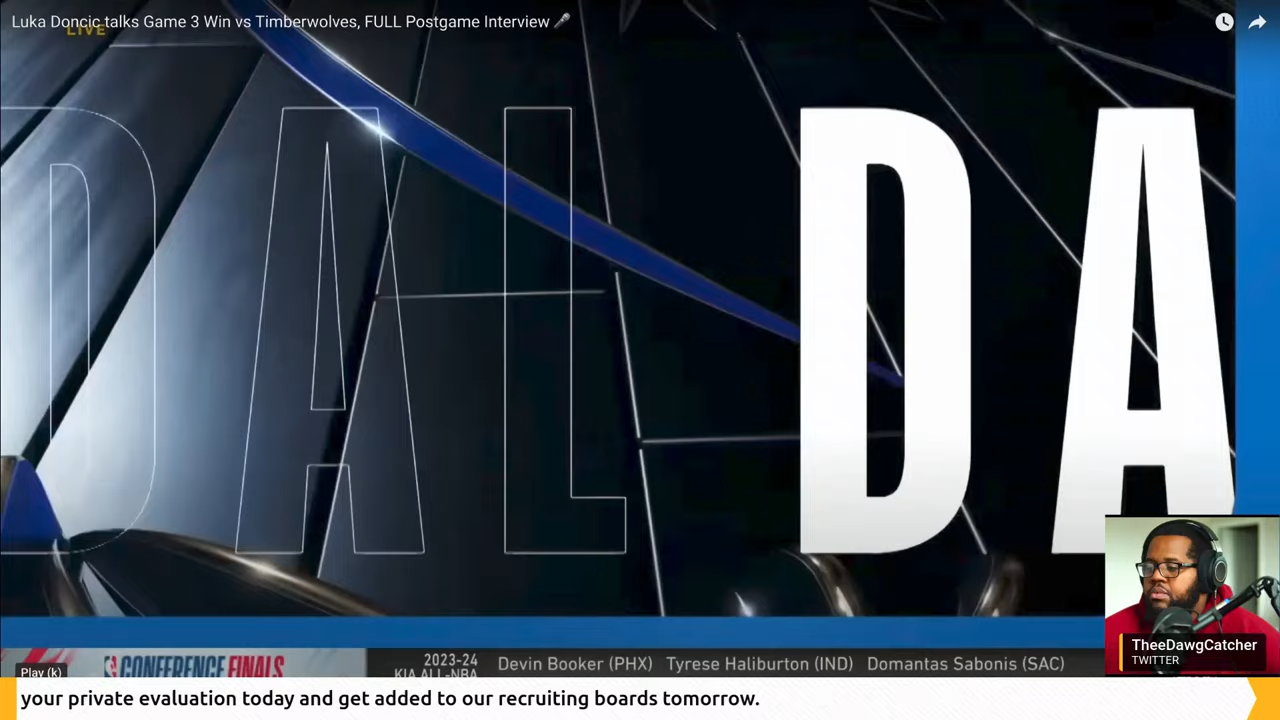 Luka Doncic talks Game 3 Win vs Timberwolves, FULL Postgame Interview 🎤
LIVE
DAL DA
CONFERENCE FINALS
2023-24
KIA ALL-NBA
Devin Booker (PHX) Tyrese Haliburton (IND) Domantas Sabonis (SAC)
Play (k)
TheeDawgCatcher
TWITTER
your private evaluation today and get added to our recruiting boards tomorrow.